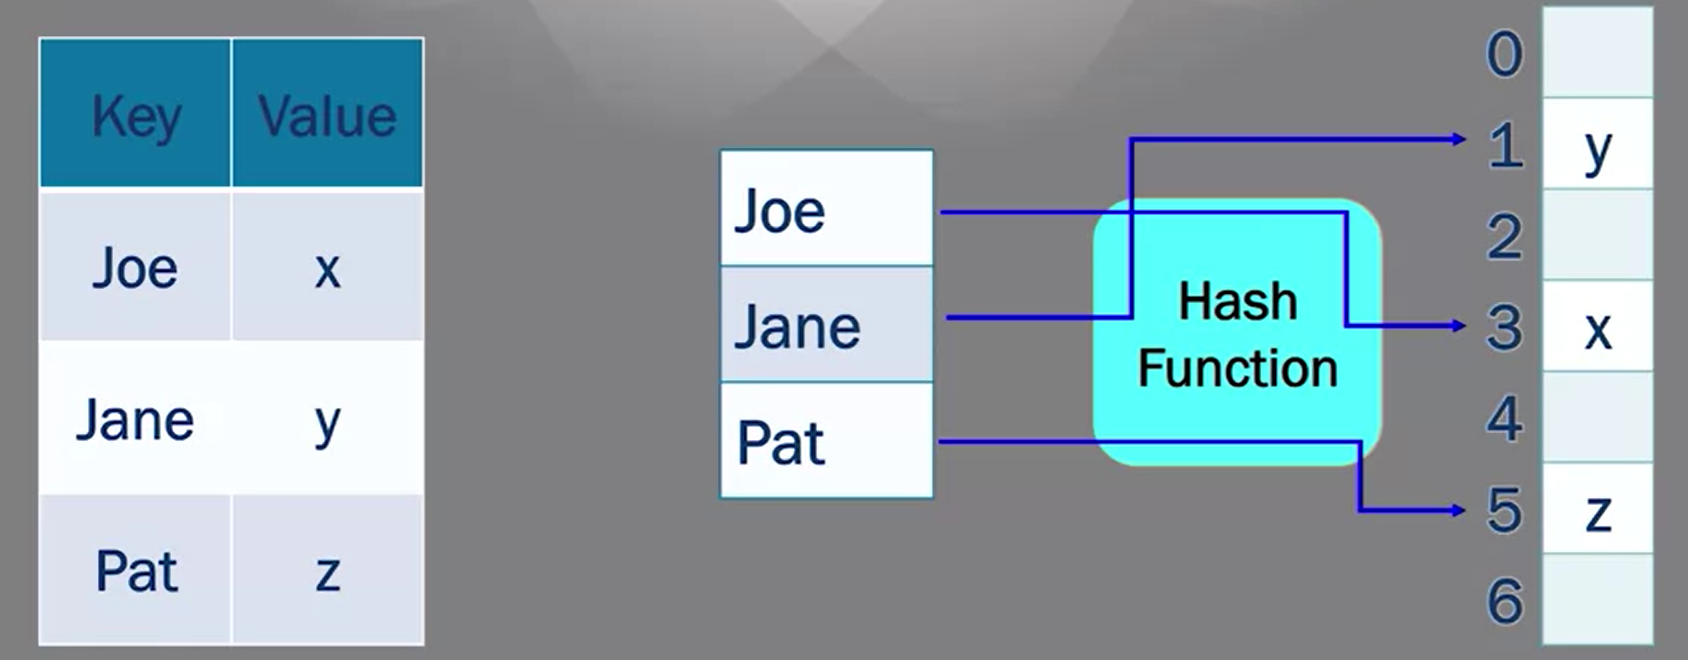 Key Value
Joe x
Jane y
Pat z
Joe
Jane
Pat
Hash
Function
0
1 y
2
3 x
4
5 z
6